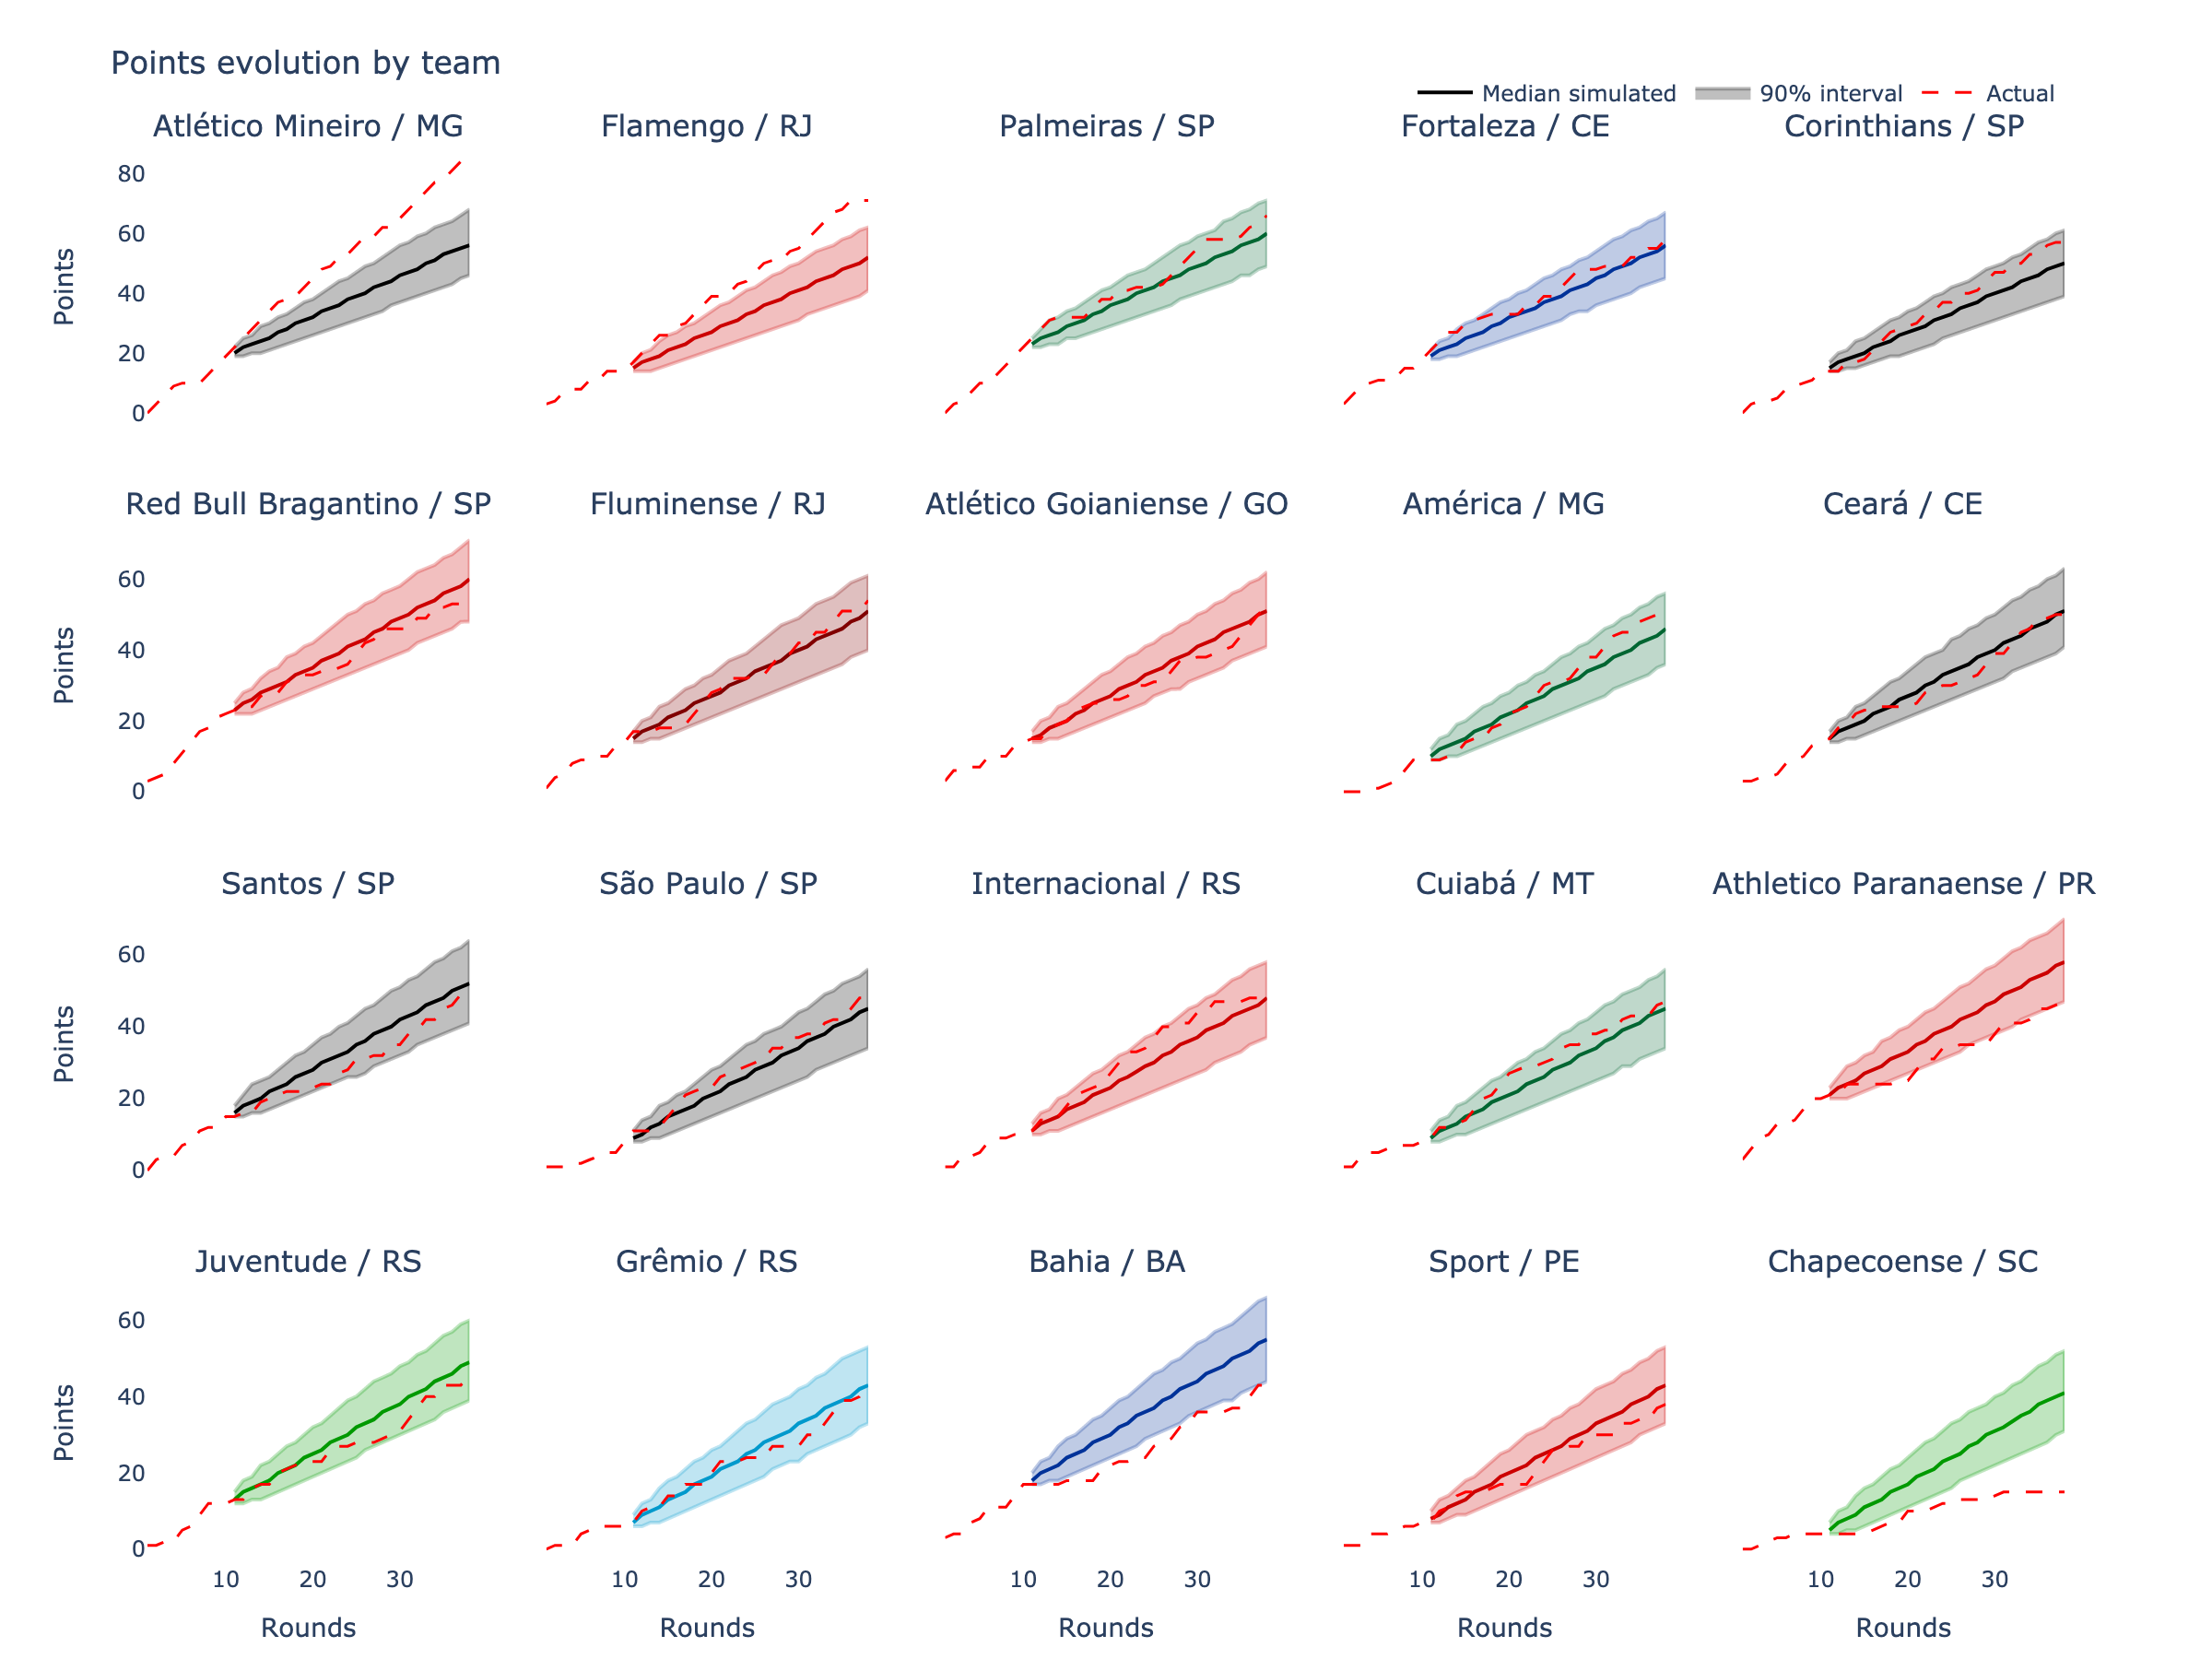 Points evolution by team
Median simulated 90% interval Actual
Atlético Mineiro / MG Flamengo / RJ Palmeiras / SP Fortaleza / CE Corinthians / SP
80
60
40
20
0
Points
Red Bull Bragantino / SP Fluminense / RJ Atlético Goianiense / GO América / MG Ceará / CE
60
40
20
0
Points
Santos / SP São Paulo / SP Internacional / RS Cuiabá / MT Athletico Paranaense / PR
60
40
20
0
Points
Juventude / RS Grêmio / RS Bahia / BA Sport / PE Chapecoense / SC
60
40
20
0
Points
10 20 30 10 20 30 10 20 30 10 20 30 10 20 30
Rounds Rounds Rounds Rounds Rounds